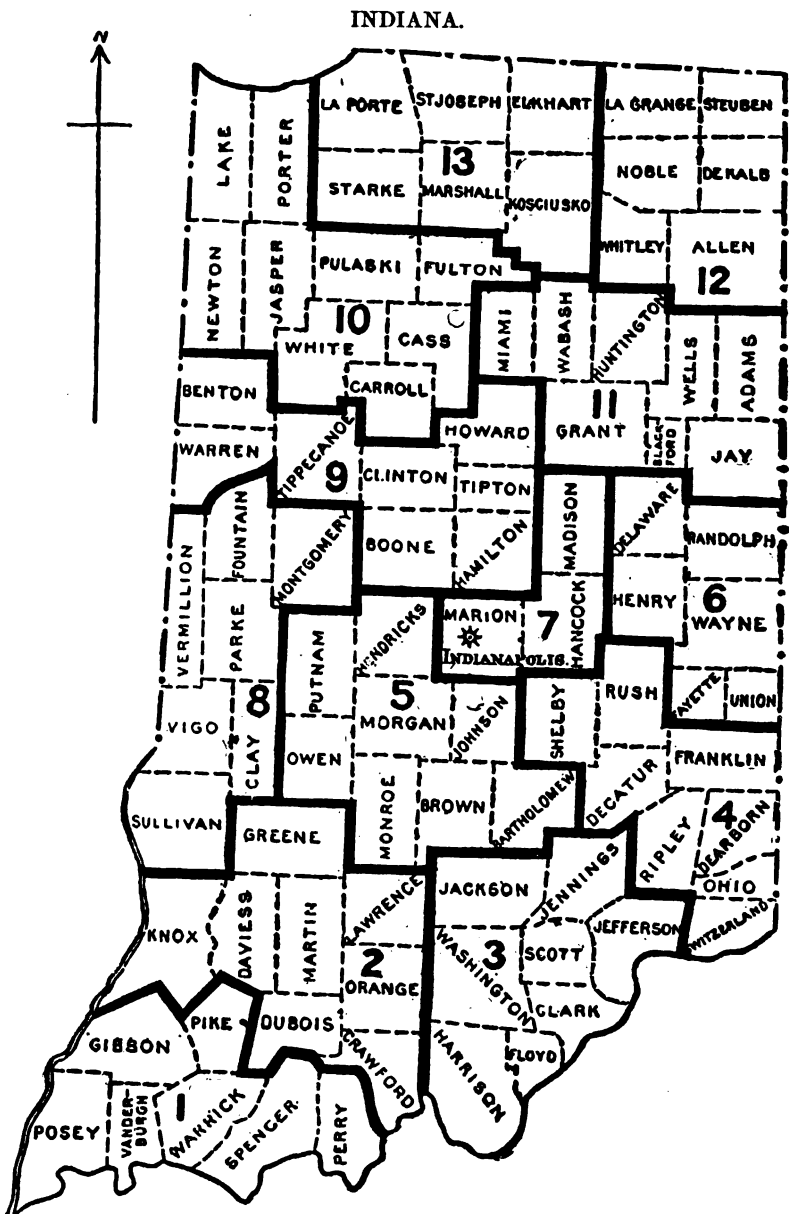 INDIANA.
N
LA PORTE
ST JOSEPH
ELKHART
LA GRANGE
STEUBEN
LAKE
PORTER
13
NOBLE
DEKALB
STARKE
MARSHALL
KOSCIUSKO
WHITLEY
ALLEN
12
NEWTON
JASPER
PULASKI
FULTON
10
WHITE
CASS
MIAMI
WABASH
HUNTINGTON
WELLS
ADAMS
BENTON
CARROLL
11
GRANT
BLACK-
FORD
JAY
WARREN
TIPPECANOE
9
HOWARD
CLINTON
TIPTON
FOUNTAIN
MONTGOMERY
BOONE
HAMILTON
MADISON
DELAWARE
RANDOLPH
VERMILLION
PARKE
PUTNAM
HENDRICKS
MARION
INDIANAPOLIS.
7
HANCOCK
HENRY
6
WAYNE
FAYETTE
UNION
VIGO
8
CLAY
OWEN
5
MORGAN
JOHNSON
SHELBY
RUSH
FRANKLIN
SULLIVAN
GREENE
MONROE
BROWN
BARTHOLOMEW
DECATUR
RIPLEY
4
DEARBORN
OHIO
SWITZERLAND
KNOX
DAVIESS
MARTIN
LAWRENCE
JACKSON
JENNINGS
JEFFERSON
2
ORANGE
3
WASHINGTON
SCOTT
CLARK
GIBSON
PIKE
DUBOIS
CRAWFORD
HARRISON
FLOYD
POSEY
VANDER-
BURGH
1
WARRICK
SPENCER
PERRY